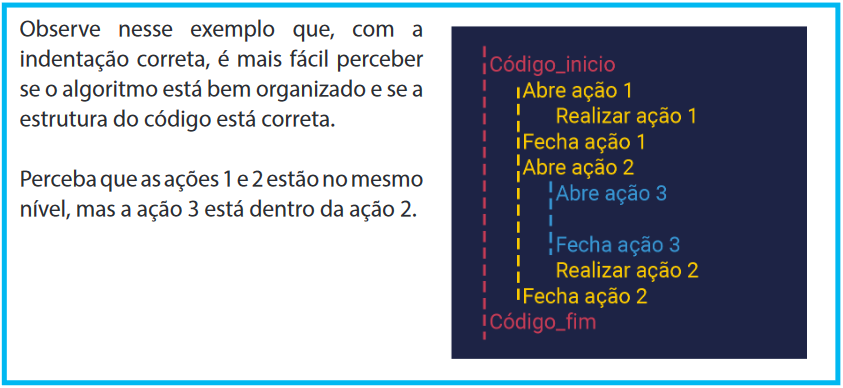 Observe nesse exemplo que, com a
indentação correta, é mais fácil perceber
se o algoritmo está bem organizado e se a
estrutura do código está correta.
Perceba que as ações 1 e 2 estão no mesmo
nível, mas a ação 3 está dentro da ação 2.
Código_inicio
Abre ação 1
Realizar ação 1
Fecha ação 1
Abre ação 2
Abre ação 3
Fecha ação 3
Realizar ação 2
Fecha ação 2
Código_fim